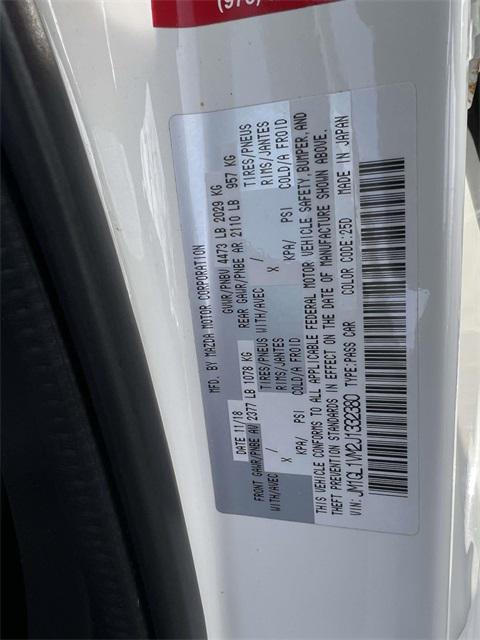 (978)
MFD. BY MAZDA MOTOR CORPORATION
DATE 11/18 GVWR/PNBV 4473 LB 2029 KG
FRONT GAWR/PNBE AV 2377 LB 1078 KG REAR GAWR/PNBE AR 2110 LB 957 KG
WITH/AVEC / TIRES/PNEUS WITH/AVEC / TIRES/PNEUS
X RIMS/JANTES X RIMS/JANTES
KPA/ PSI COLD/A FROID KPA/ PSI COLD/A FROID
THIS VEHICLE CONFORMS TO ALL APPLICABLE FEDERAL MOTOR VEHICLE SAFETY, BUMPER, AND
THEFT PREVENTION STANDARDS IN EFFECT ON THE DATE OF MANUFACTURE SHOWN ABOVE.
VIN: JM1GL1VM2J1332380 TYPE:PASS CAR COLOR CODE:25D MADE IN JAPAN